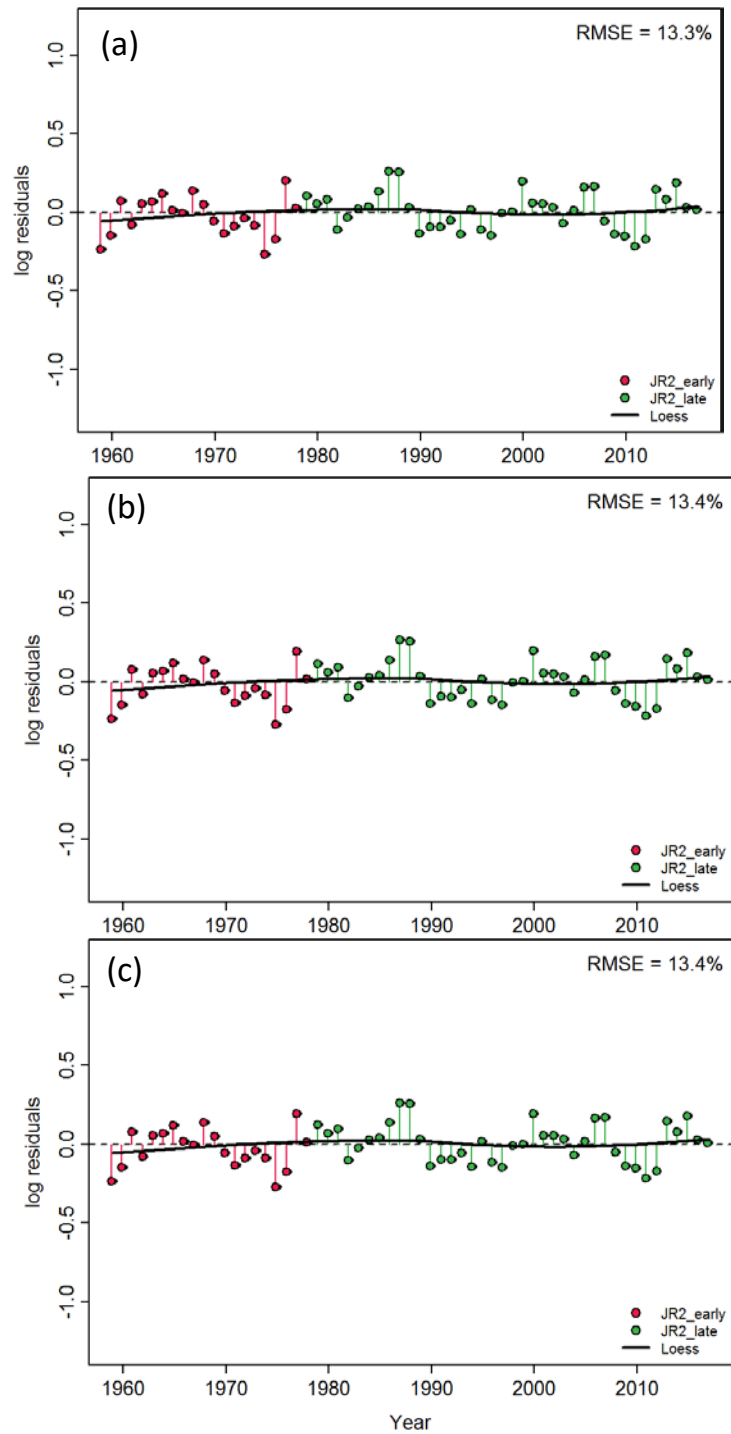 (a)
RMSE = 13.3%
log residuals
1.0
0.5
0.0
-0.5
-1.0
JR2_early
JR2_late
Loess
1960 1970 1980 1990 2000 2010
(b)
RMSE = 13.4%
log residuals
1.0
0.5
0.0
-0.5
-1.0
JR2_early
JR2_late
Loess
1960 1970 1980 1990 2000 2010
(c)
RMSE = 13.4%
log residuals
1.0
0.5
0.0
-0.5
-1.0
JR2_early
JR2_late
Loess
1960 1970 1980 1990 2000 2010
Year